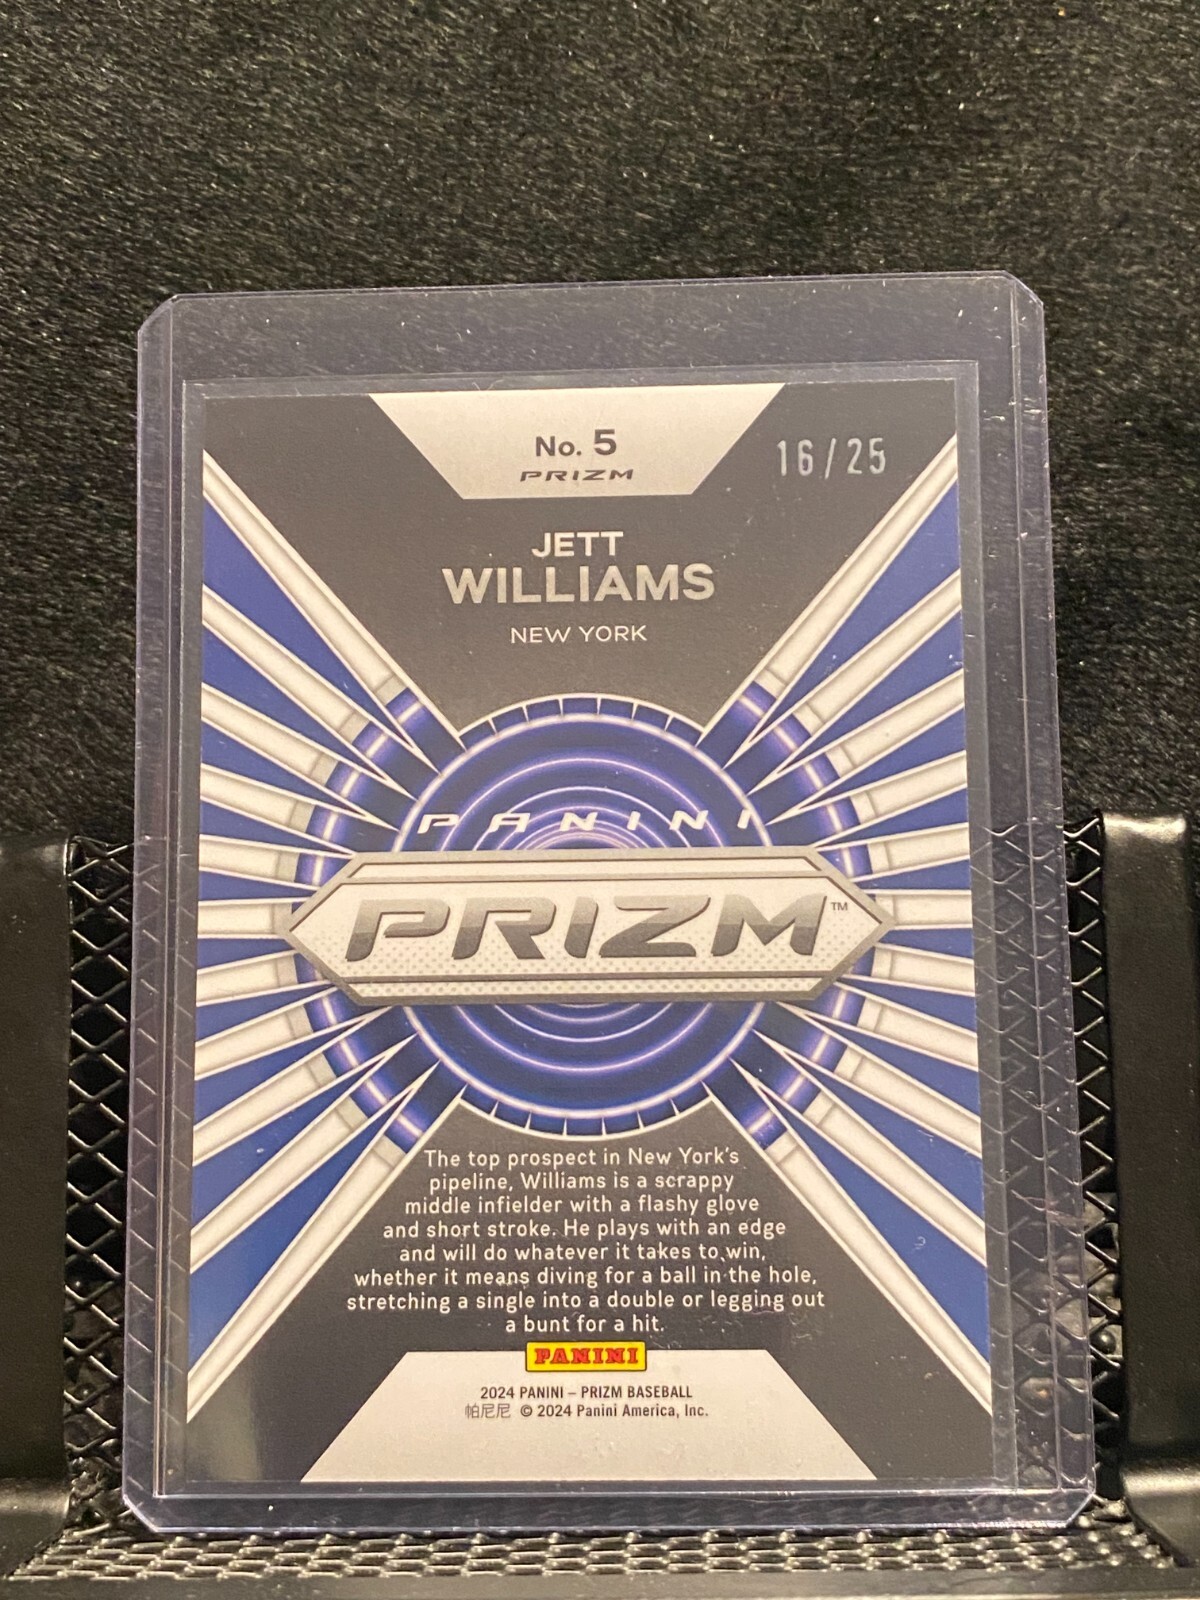 No. 5
PRIZM
16/25
JETT
WILLIAMS
NEW YORK
PANINI
PRIZM™
The top prospect in New York's
pipeline, Williams is a scrappy
middle infielder with a flashy glove
and short stroke. He plays with an edge
and will do whatever it takes to win,
whether it means diving for a ball in the hole,
stretching a single into a double or legging out
a bunt for a hit.
PANINI
2024 PANINI – PRIZM BASEBALL
帕尼尼 © 2024 Panini America, Inc.